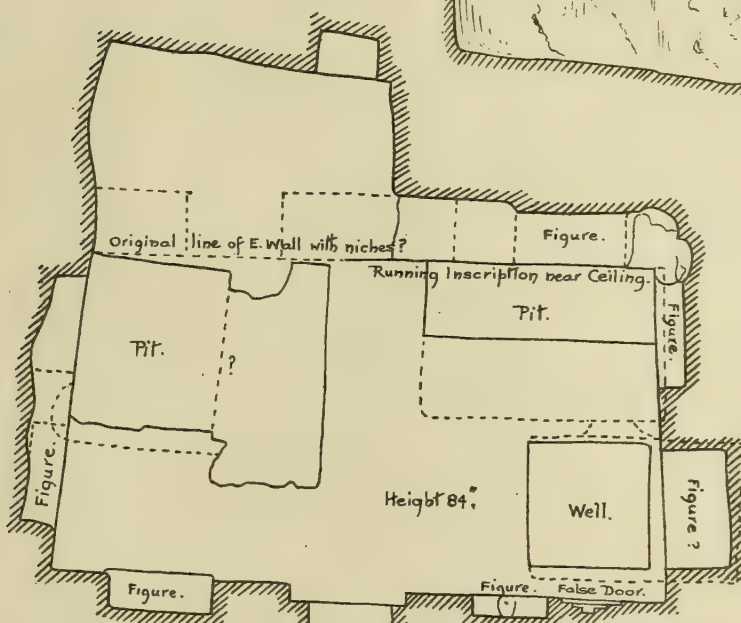 Original line of E. Wall with niches?
Figure.
Running Inscription near Ceiling.
Pit.
Figure.
Pit.
?
Figure.
Height 84".
Well.
Figure ?
Figure.
Figure.
False Door.